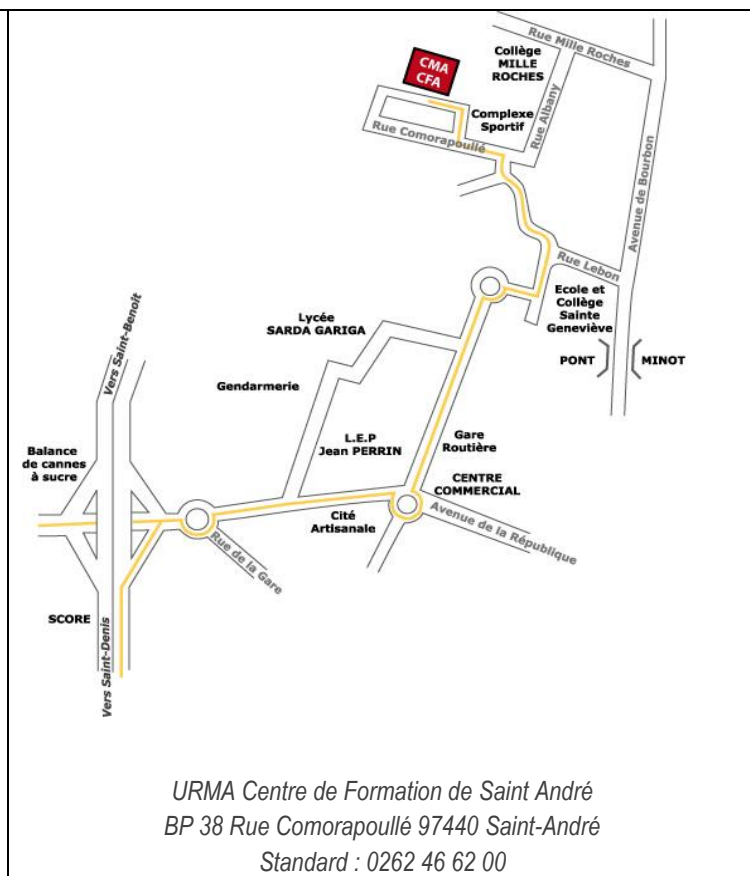 Rue Mille Roches
Collège
MILLE
ROCHES
CMA
CFA
Complexe
Sportif
Rue Albany
Rue Comorapoullé
Avenue de Bourbon
Rue Lebon
Ecole et
Collège
Sainte
Geneviève
PONT
MINOT
Lycée
SARDA GARIGA
Vers Saint-Benoît
Gendarmerie
L.E.P
Jean PERRIN
Gare
Routière
Balance
de cannes
à sucre
CENTRE
COMMERCIAL
Cité
Artisanale
Avenue de la République
Rue de la Gare
SCORE
Vers Saint-Denis
URMA Centre de Formation de Saint André
BP 38 Rue Comorapoullé 97440 Saint-André
Standard : 0262 46 62 00